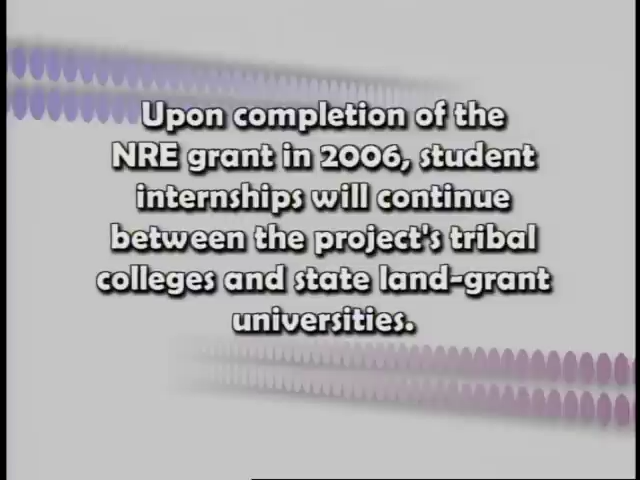 Upon completion of the
NRE grant in 2006, student
internships will continue
between the project's tribal
colleges and state land-grant
universities.